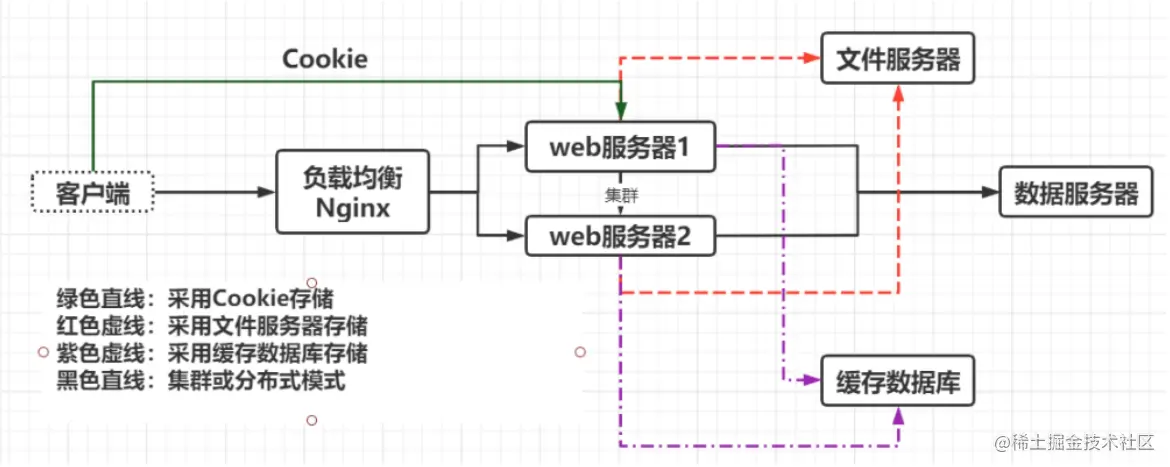 Cookie
文件服务器
web服务器1
客户端
负载均衡
Nginx
集群
数据服务器
web服务器2
绿色直线：采用Cookie存储
红色虚线：采用文件服务器存储
紫色虚线：采用缓存数据库存储
黑色直线：集群或分布式模式
缓存数据库
@稀土掘金技术社区